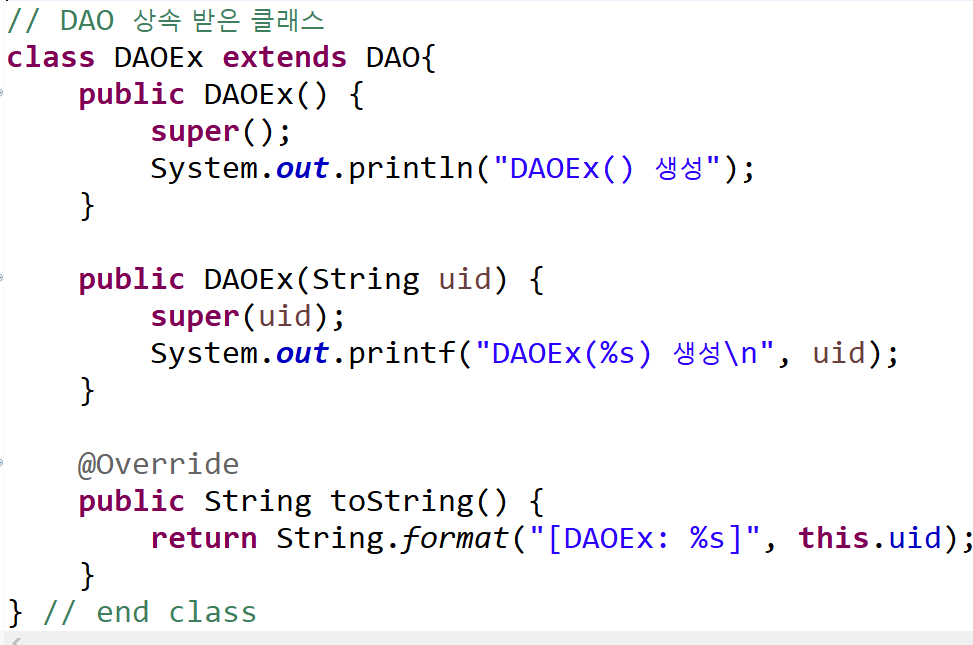 // DAO 상속 받은 클래스
class DAOEx extends DAO{
    public DAOEx() {
        super();
        System.out.println("DAOEx() 생성");
    }

    public DAOEx(String uid) {
        super(uid);
        System.out.printf("DAOEx(%s) 생성\n", uid);
    }

    @Override
    public String toString() {
        return String.format("[DAOEx: %s]", this.uid);
    }
} // end class